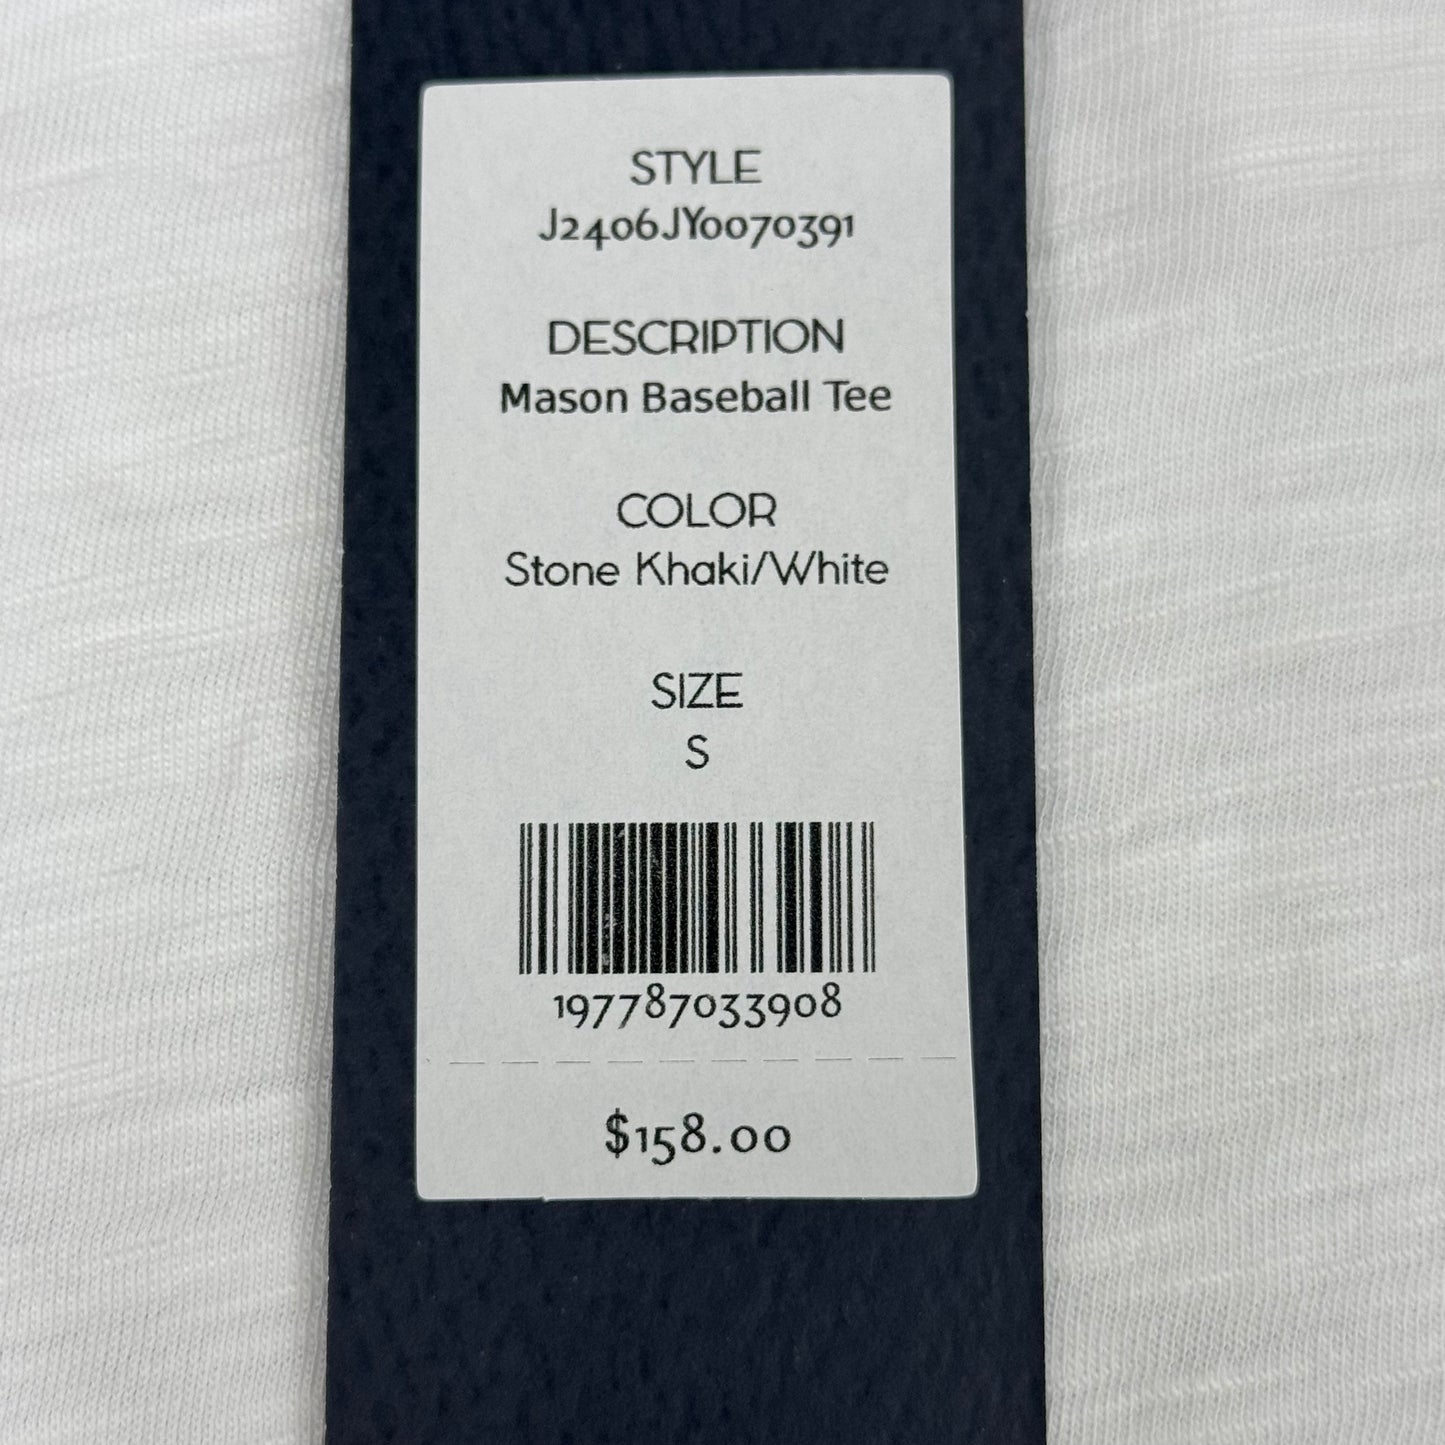 STYLE
J2406JY0070391
DESCRIPTION
Mason Baseball Tee
COLOR
Stone Khaki/White
SIZE
S
197787033908
$158.00